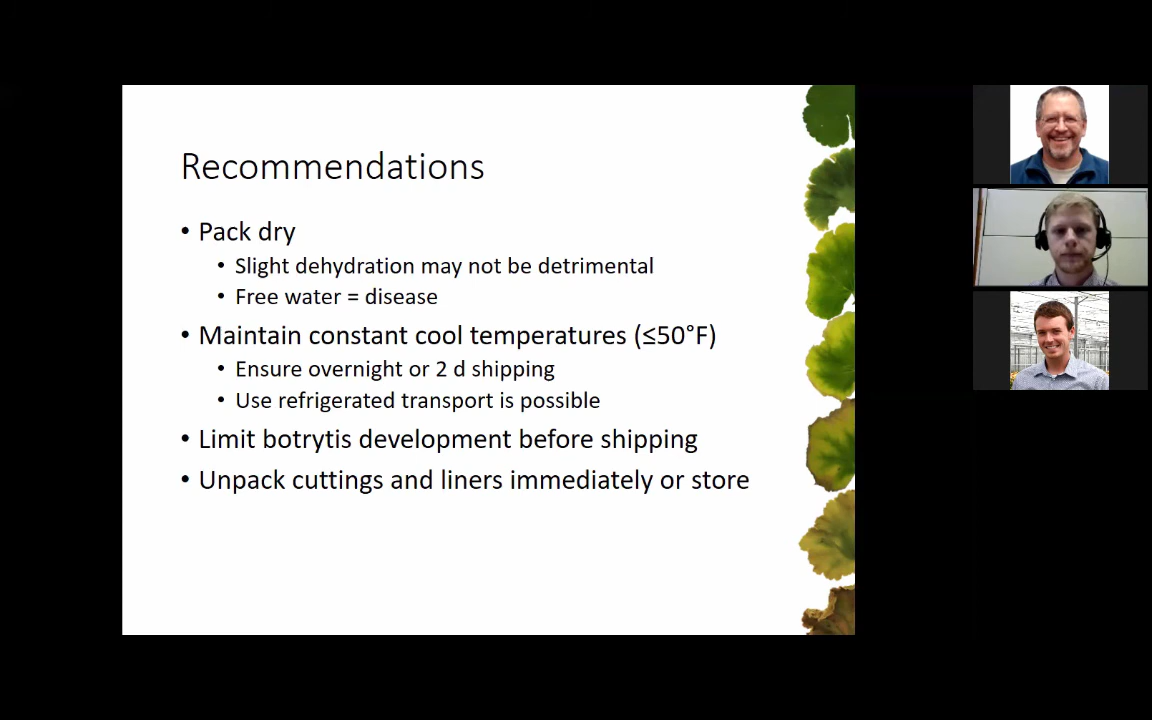 Recommendations
• Pack dry
• Slight dehydration may not be detrimental
• Free water = disease
• Maintain constant cool temperatures (≤50°F)
• Ensure overnight or 2 d shipping
• Use refrigerated transport is possible
• Limit botrytis development before shipping
• Unpack cuttings and liners immediately or store